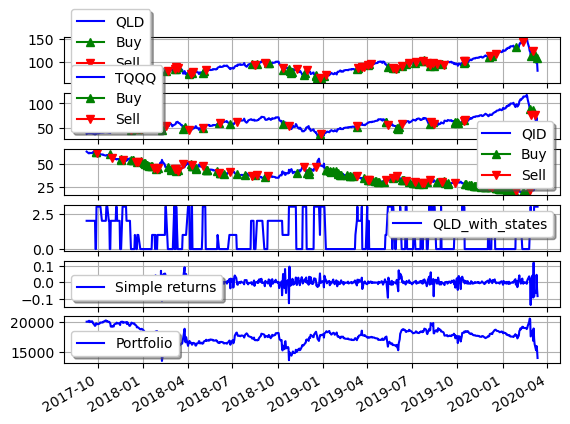 QLD
Buy
Sell
150
100
TQQQ
Buy
Sell
100
50
QID
Buy
Sell
50
25
QLD_with_states
2.5
0.0
Simple returns
0.1
0.0
−0.1
Portfolio
20000
15000
2017-10
2018-01
2018-04
2018-07
2018-10
2019-01
2019-04
2019-07
2019-10
2020-01
2020-04